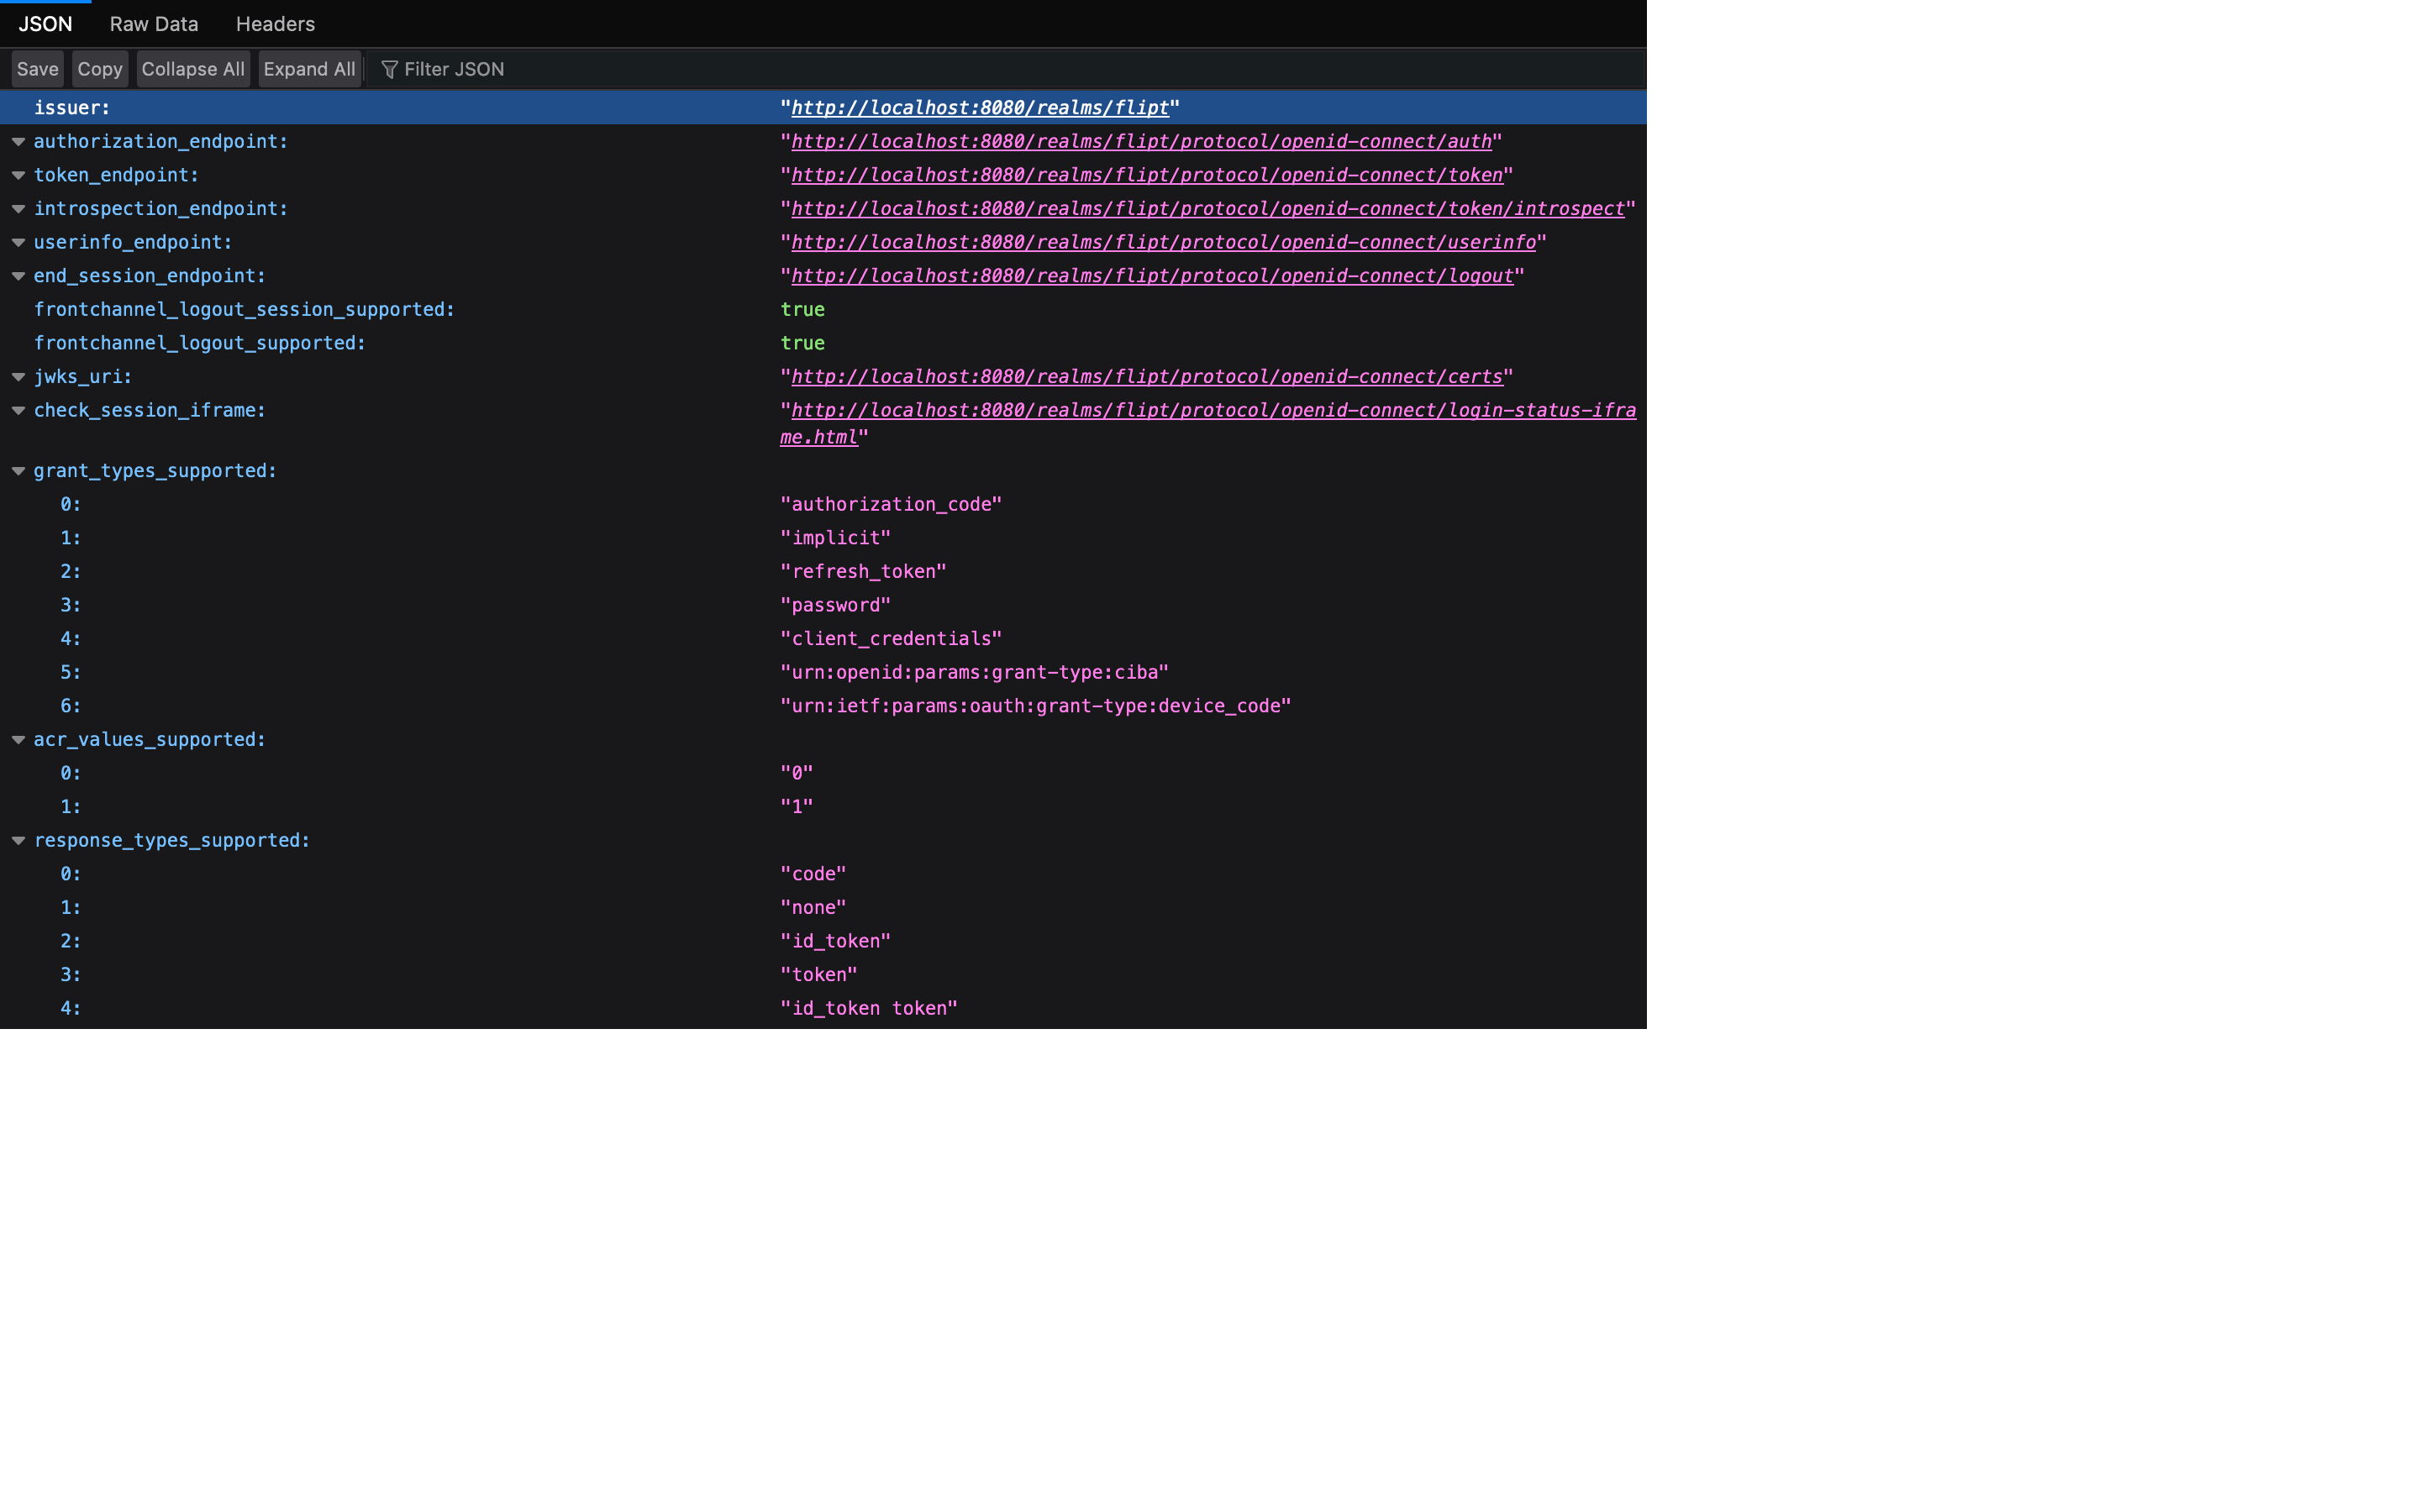 JSON Raw Data Headers
Save Copy Collapse All Expand All Filter JSON
issuer: "http://localhost:8080/realms/flipt"
authorization_endpoint: "http://localhost:8080/realms/flipt/protocol/openid-connect/auth"
token_endpoint: "http://localhost:8080/realms/flipt/protocol/openid-connect/token"
introspection_endpoint: "http://localhost:8080/realms/flipt/protocol/openid-connect/token/introspect"
userinfo_endpoint: "http://localhost:8080/realms/flipt/protocol/openid-connect/userinfo"
end_session_endpoint: "http://localhost:8080/realms/flipt/protocol/openid-connect/logout"
frontchannel_logout_session_supported: true
frontchannel_logout_supported: true
jwks_uri: "http://localhost:8080/realms/flipt/protocol/openid-connect/certs"
check_session_iframe: "http://localhost:8080/realms/flipt/protocol/openid-connect/login-status-ifra
me.html"
grant_types_supported:
0: "authorization_code"
1: "implicit"
2: "refresh_token"
3: "password"
4: "client_credentials"
5: "urn:openid:params:grant-type:ciba"
6: "urn:ietf:params:oauth:grant-type:device_code"
acr_values_supported:
0: "0"
1: "1"
response_types_supported:
0: "code"
1: "none"
2: "id_token"
3: "token"
4: "id_token token"